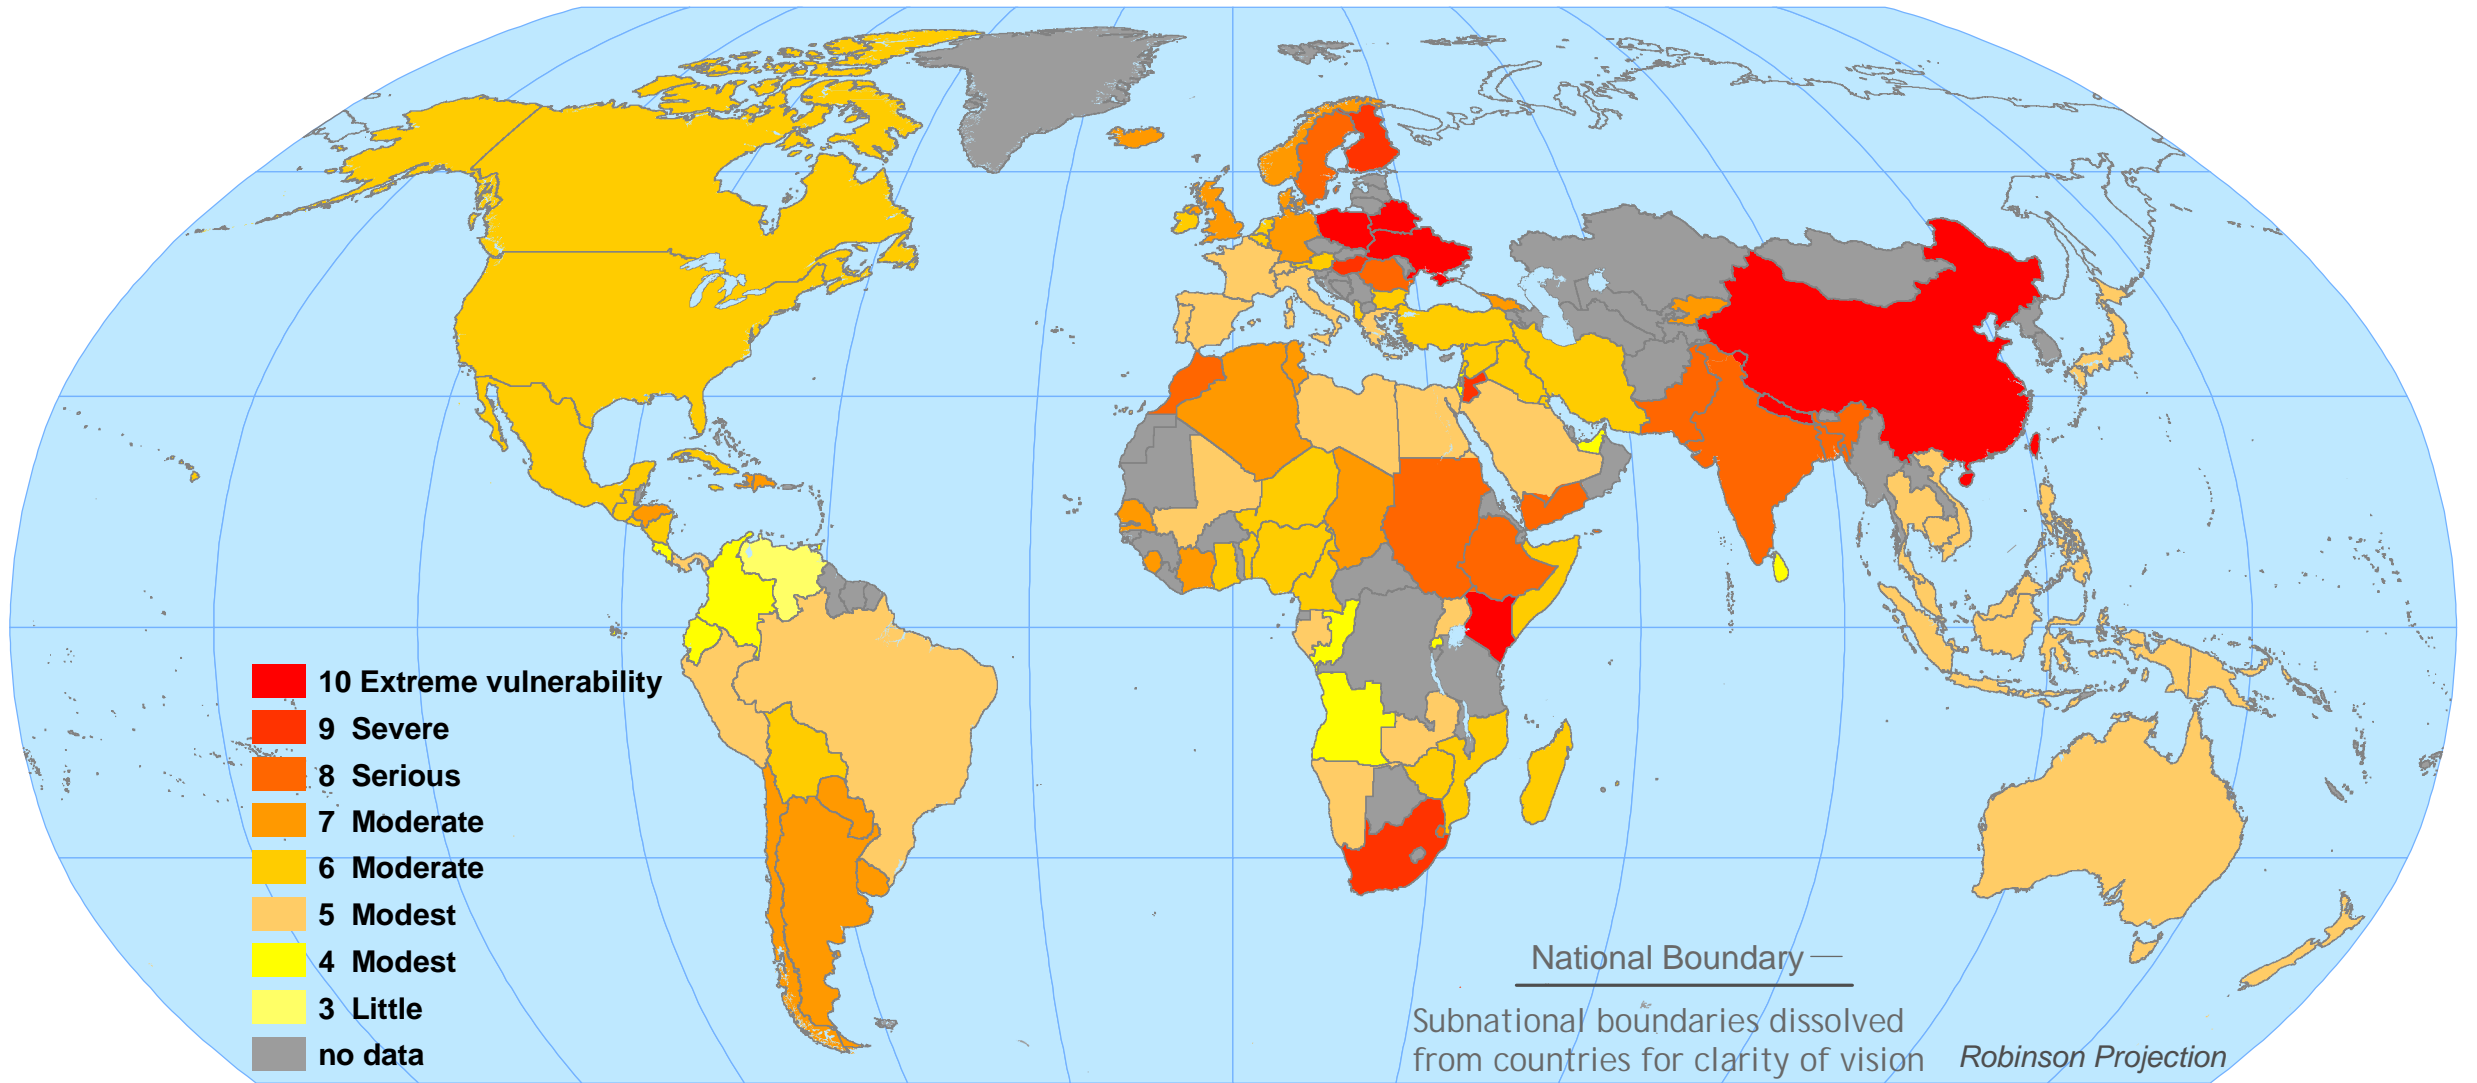 10 Extreme vulnerability
9 Severe
8 Serious
7 Moderate
6 Moderate
5 Modest
4 Modest
3 Little
no data
National Boundary
Subnational boundaries dissolved
from countries for clarity of vision
Robinson Projection